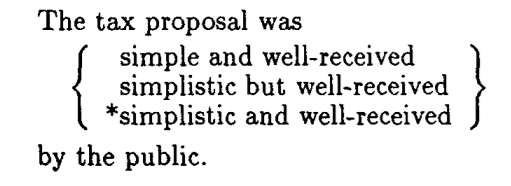 The tax proposal was
simple and well-received
simplistic but well-received
*simplistic and well-received
by the public.